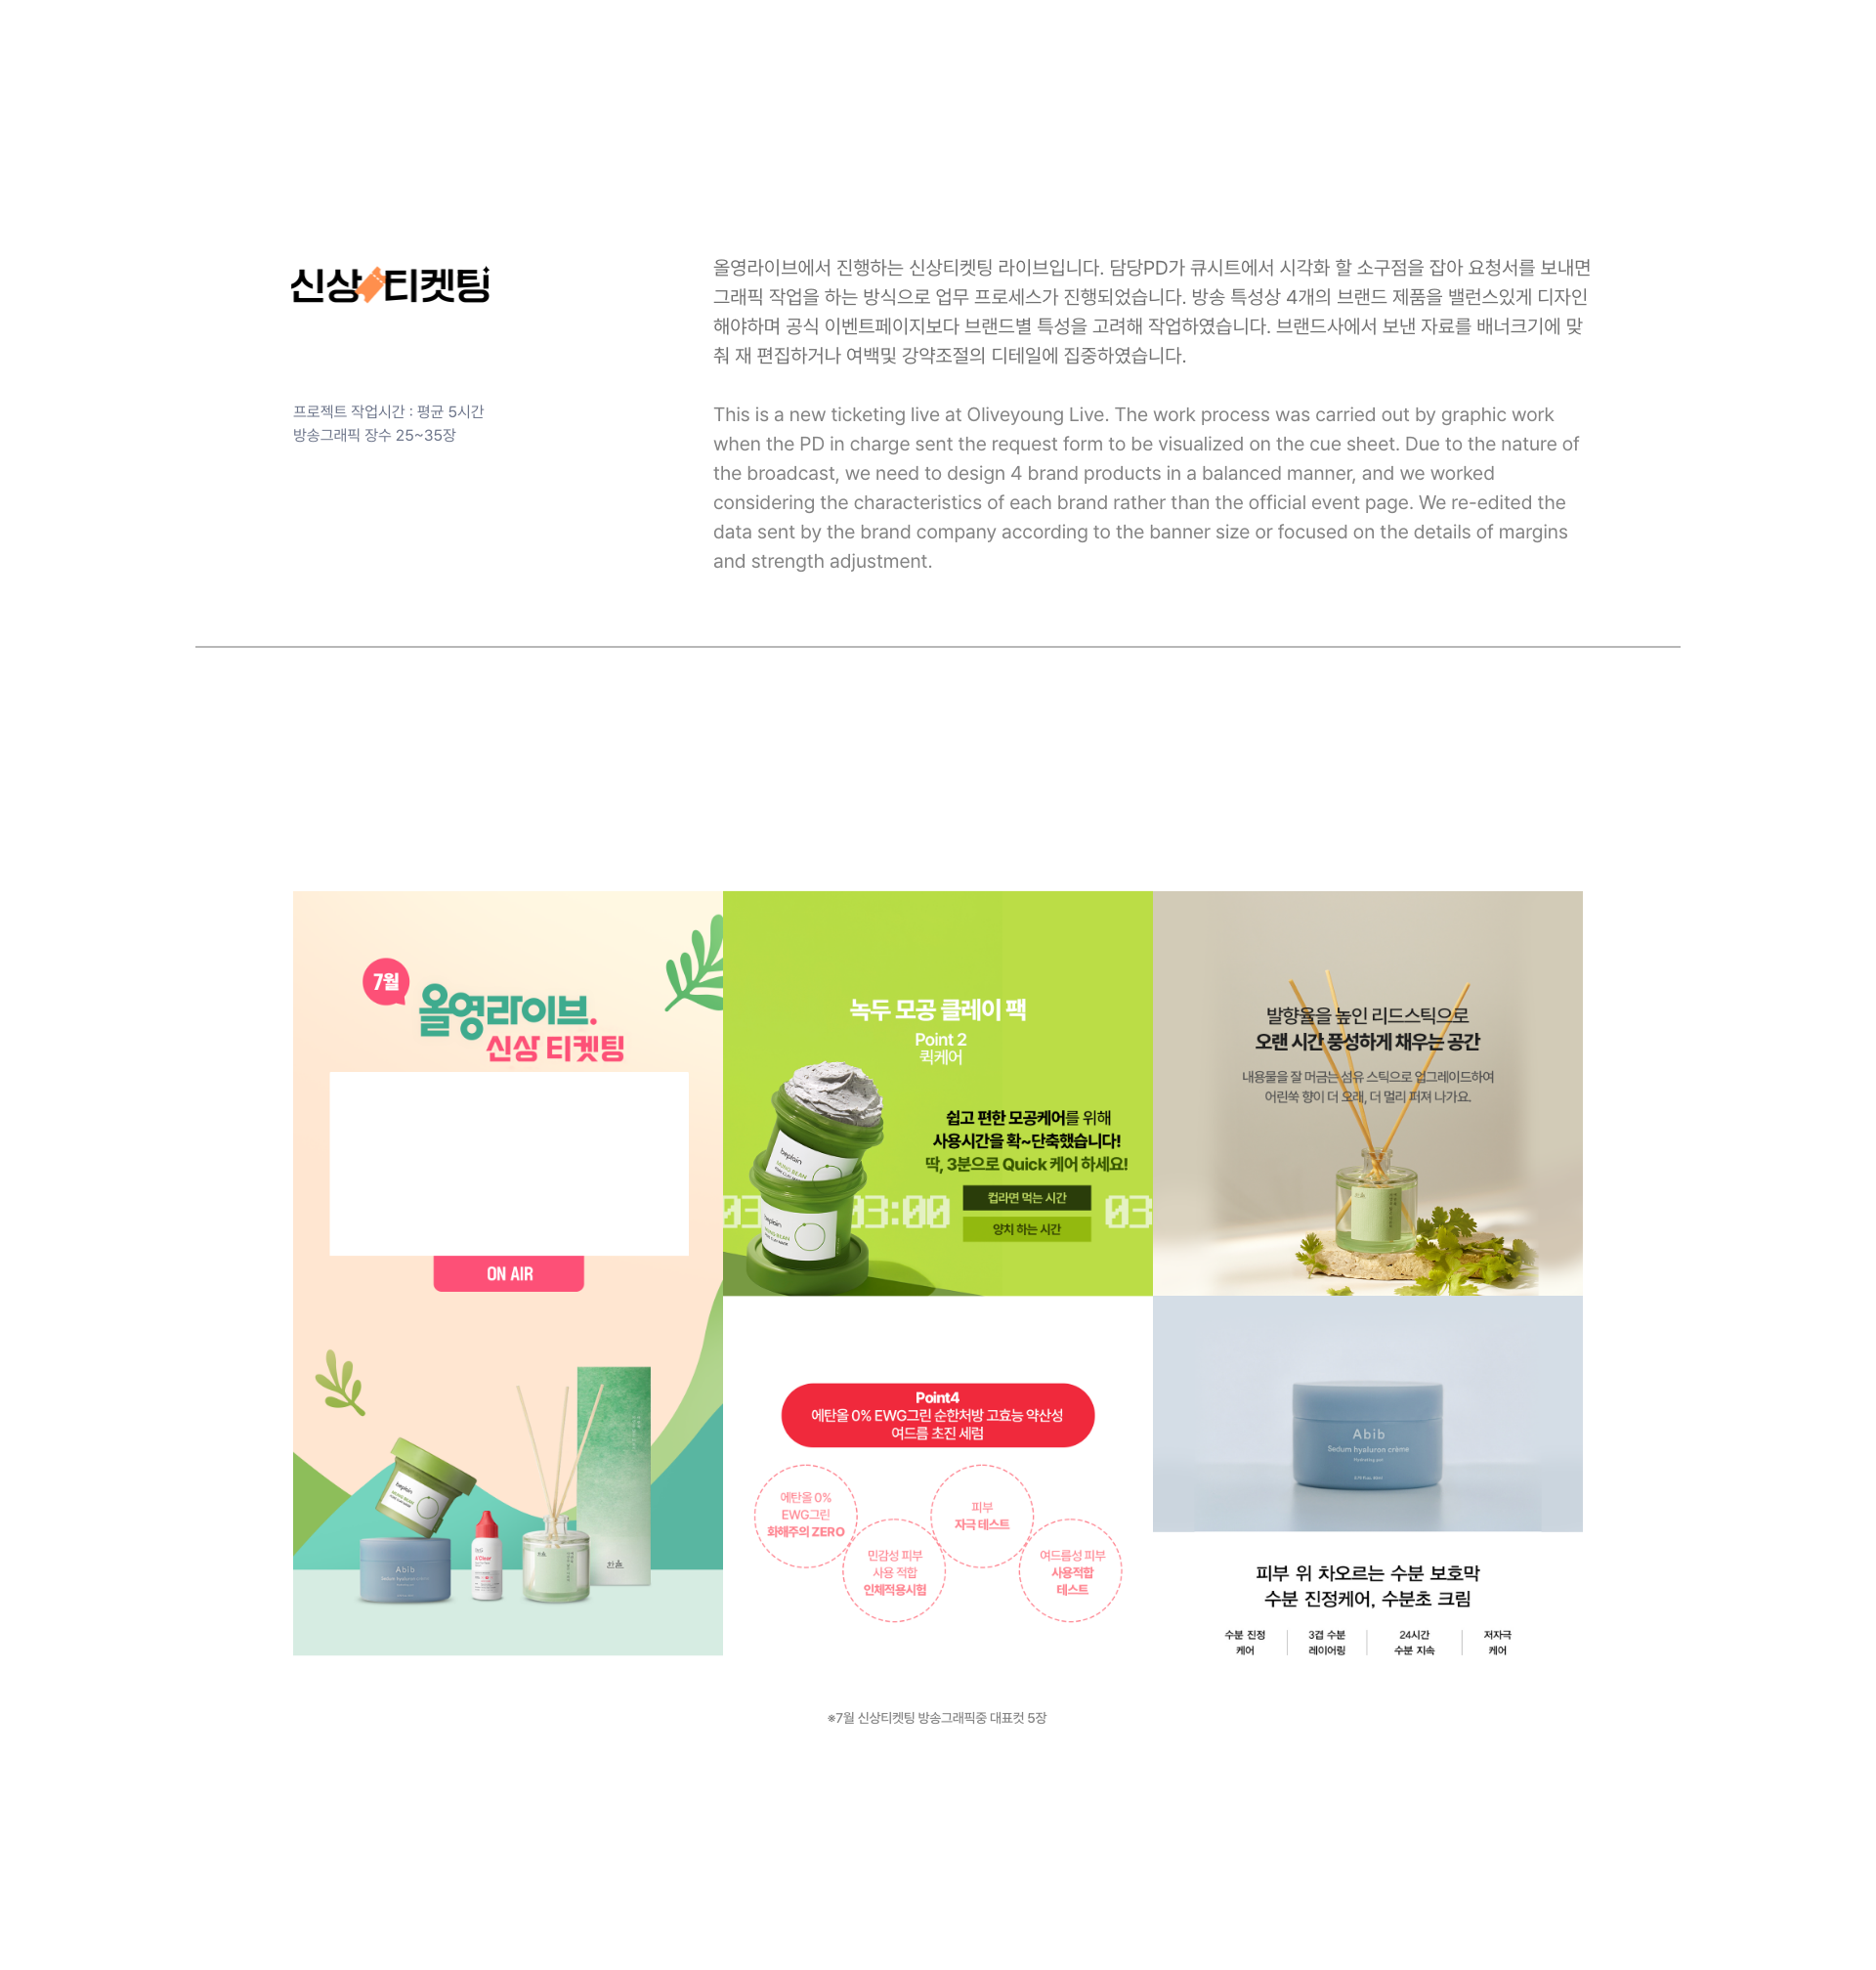 신상티켓팅
프로젝트 작업시간 : 평균 5시간
방송그래픽 장수 25~35장
올영라이브에서 진행하는 신상티켓팅 라이브입니다. 담당PD가 큐시트에서 시각화 할 소구점을 잡아 요청서를 보내면
그래픽 작업을 하는 방식으로 업무 프로세스가 진행되었습니다. 방송 특성상 4개의 브랜드 제품을 밸런스있게 디자인
해야하며 공식 이벤트페이지보다 브랜드별 특성을 고려해 작업하였습니다. 브랜드사에서 보낸 자료를 배너크기에 맞
춰 재 편집하거나 여백및 강약조절의 디테일에 집중하였습니다.
This is a new ticketing live at Oliveyoung Live. The work process was carried out by graphic work
when the PD in charge sent the request form to be visualized on the cue sheet. Due to the nature of
the broadcast, we need to design 4 brand products in a balanced manner, and we worked
considering the characteristics of each brand rather than the official event page. We re-edited the
data sent by the brand company according to the banner size or focused on the details of margins
and strength adjustment.
7월
올영라이브.
신상 티켓팅
ON AIR
beplain
MUNG BEAN
Abib
Sedum hyaluron crème
A'Clear
한율
녹두 모공 클레이 팩
Point 2
퀵케어
쉽고 편한 모공케어를 위해
사용시간을 확~단축했습니다!
딱, 3분으로 Quick 케어 하세요!
컵라면 먹는 시간
양치 하는 시간
03 03:00 03
beplain
MUNG BEAN
beplain
MUNG BEAN
발향율을 높인 리드스틱으로
오랜 시간 풍성하게 채우는 공간
내용물을 잘 머금는 섬유 스틱으로 업그레이드하여
어린쑥 향이 더 오래, 더 멀리 퍼져 나가요.
Point4
에탄올 0% EWG그린 순한처방 고효능 약산성
여드름 초진 세럼
에탄올 0%
EWG그린
화해주의 ZERO
민감성 피부
사용 적합
인체적용시험
피부
자극 테스트
여드름성 피부
사용적합
테스트
Abib
Sedum hyaluron crème
피부 위 차오르는 수분 보호막
수분 진정케어, 수분초 크림
수분 진정
케어
3겹 수분
레이어링
24시간
수분 지속
저자극
케어
※7월 신상티켓팅 방송그래픽중 대표컷 5장